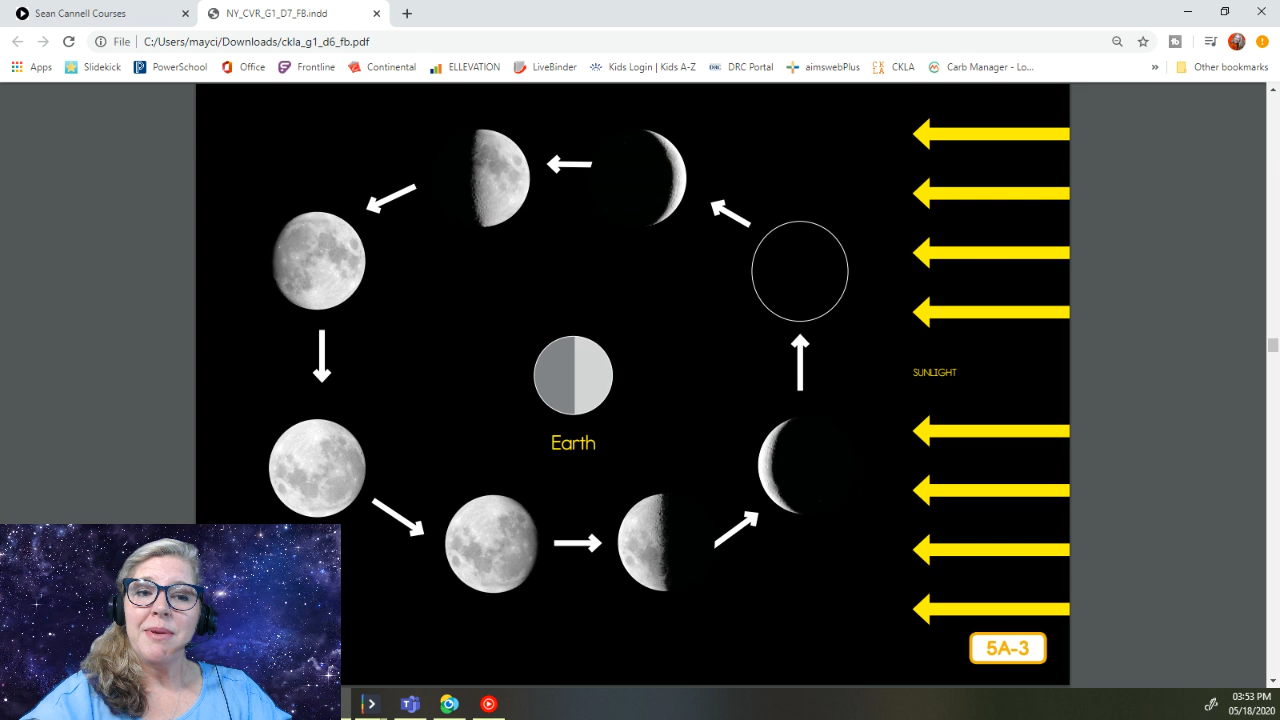 Sean Cannell Courses
NY_CVR_G1_D7_FB.indd
File
C:/Users/mayci/Downloads/ckla_g1_d6_fb.pdf
Apps
Slidekick
PowerSchool
Office
Frontline
Continental
ELLEVATION
LiveBinder
Kids Login | Kids A-Z
DRC DRC Portal
aimswebPlus
CKLA CKLA
Carb Manager - Lo...
»
Other bookmarks
SUNLIGHT
Earth
5A-3
03:53 PM
05/18/2020